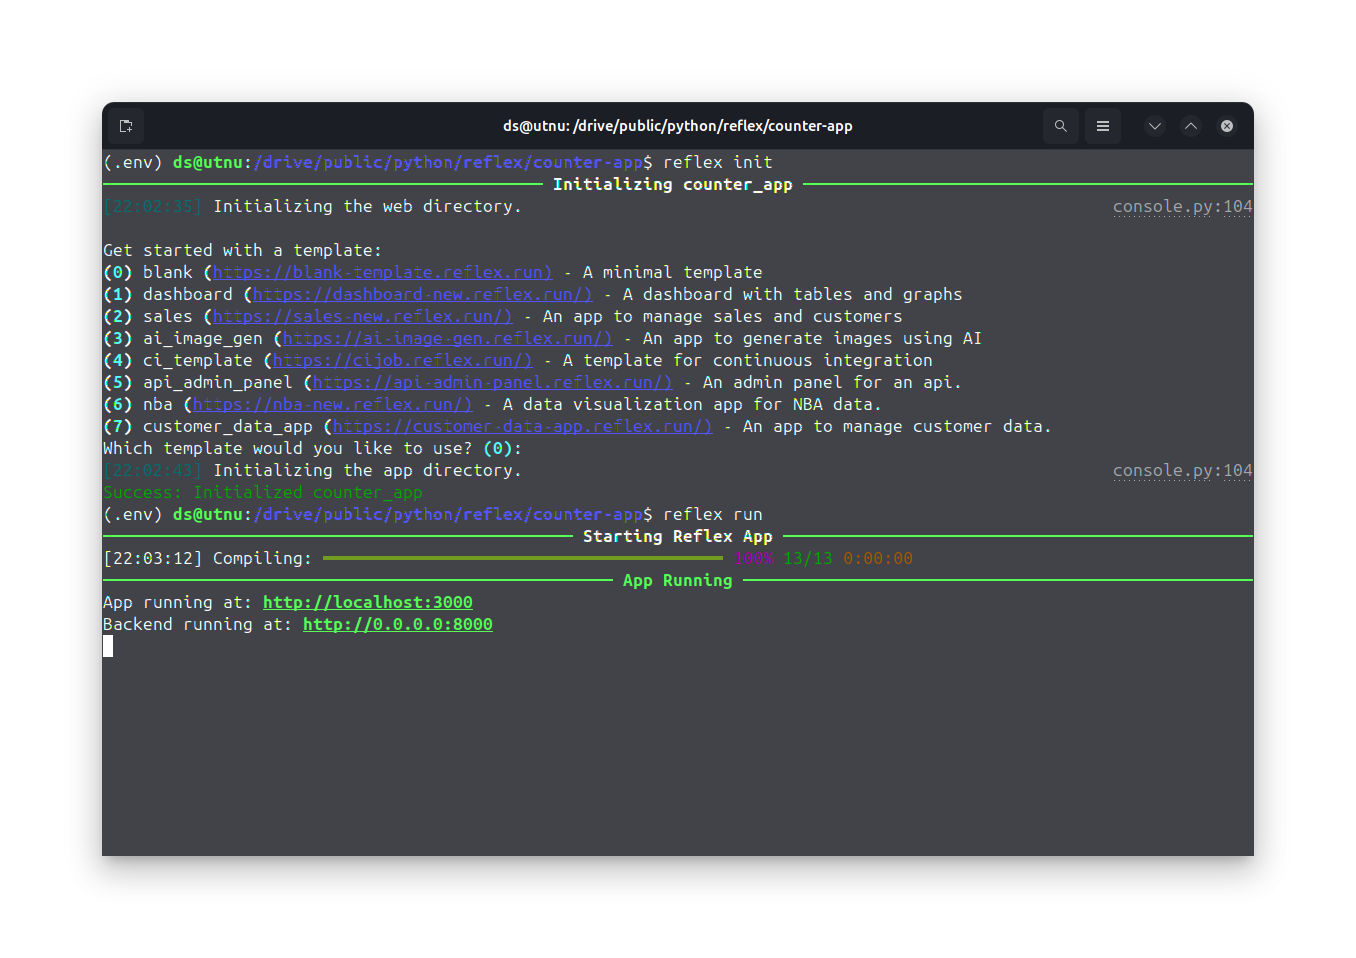 ds@utnu: /drive/public/python/reflex/counter-app
(.env) ds@utnu:/drive/public/python/reflex/counter-app$ reflex init
Initializing counter_app
[22:02:35] Initializing the web directory. console.py:104
Get started with a template:
(0) blank (https://blank-template.reflex.run) - A minimal template
(1) dashboard (https://dashboard-new.reflex.run/) - A dashboard with tables and graphs
(2) sales (https://sales-new.reflex.run/) - An app to manage sales and customers
(3) ai_image_gen (https://ai-image-gen.reflex.run/) - An app to generate images using AI
(4) ci_template (https://cijob.reflex.run/) - A template for continuous integration
(5) api_admin_panel (https://api-admin-panel.reflex.run/) - An admin panel for an api.
(6) nba (https://nba-new.reflex.run/) - A data visualization app for NBA data.
(7) customer_data_app (https://customer-data-app.reflex.run/) - An app to manage customer data.
Which template would you like to use? (0):
[22:02:43] Initializing the app directory. console.py:104
Success: Initialized counter_app
(.env) ds@utnu:/drive/public/python/reflex/counter-app$ reflex run
Starting Reflex App
[22:03:12] Compiling: 100% 13/13 0:00:00
App Running
App running at: http://localhost:3000
Backend running at: http://0.0.0.0:8000